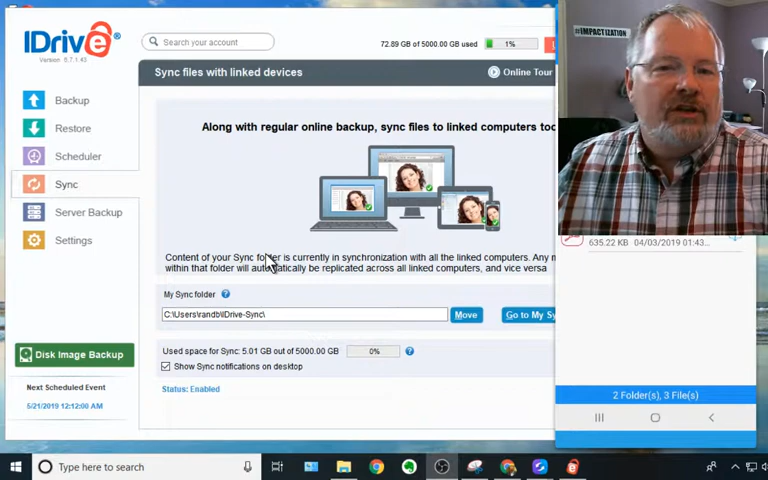 IDrive®
Version 6.7.1.43
Search your account
72.89 GB of 5000.00 GB used
1%
Sync files with linked devices
Online Tour
Backup
Restore
Scheduler
Sync
Server Backup
Settings
Along with regular online backup, sync files to linked computers too
Content of your Sync folder is currently in synchronization with all the linked computers. Any m
within that folder will automatically be replicated across all linked computers, and vice versa
My Sync folder
?
C:\Users\randb\IDrive-Sync\
Move
Go to My Sy
Used space for Sync: 5.01 GB out of 5000.00 GB
0%
?
Show Sync notifications on desktop
Status: Enabled
Disk Image Backup
Next Scheduled Event
5/21/2019 12:12:00 AM
#IMPACTIZATION
635.22 KB 04/03/2019 01:43...
2 Folder(s), 3 File(s)
Type here to search